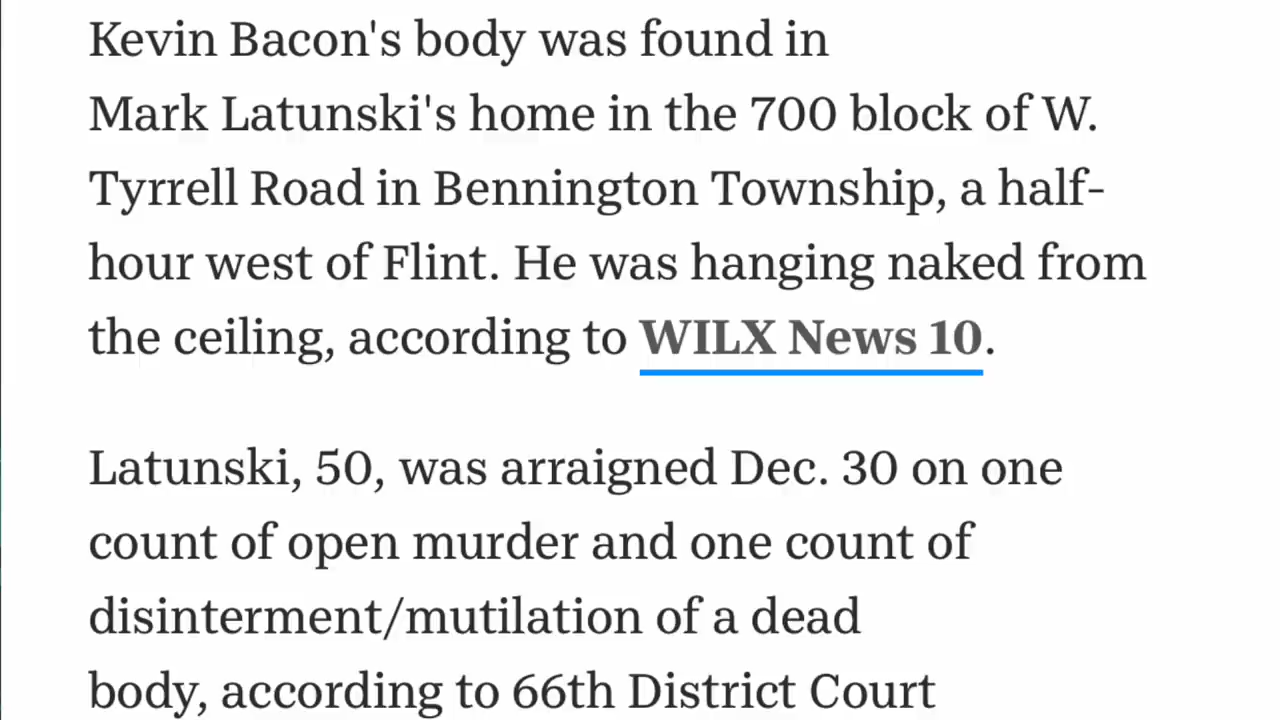 Kevin Bacon's body was found in
Mark Latunski's home in the 700 block of W.
Tyrrell Road in Bennington Township, a half-
hour west of Flint. He was hanging naked from
the ceiling, according to WILX News 10.
Latunski, 50, was arraigned Dec. 30 on one
count of open murder and one count of
disinterment/mutilation of a dead
body, according to 66th District Court